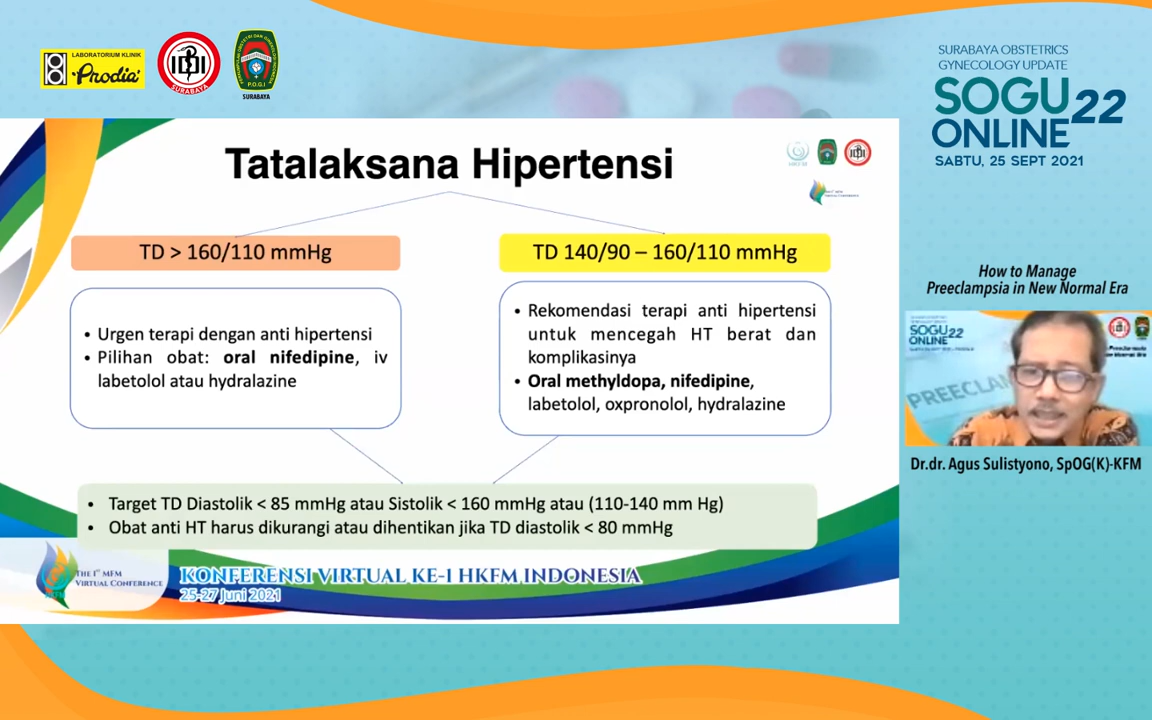 LABORATORIUM KLINIK
Prodia
IDI
SURABAYA
P.O.G.I
SURABAYA
SURABAYA OBSTETRICS
GYNECOLOGY UPDATE
SOGU 22
ONLINE
SABTU, 25 SEPT 2021
Tatalaksana Hipertensi
TD > 160/110 mmHg
TD 140/90 – 160/110 mmHg
• Urgen terapi dengan anti hipertensi
• Pilihan obat: oral nifedipine, iv
labetolol atau hydralazine
• Rekomendasi terapi anti hipertensi
untuk mencegah HT berat dan
komplikasinya
• Oral methyldopa, nifedipine,
labetolol, oxpronolol, hydralazine
• Target TD Diastolik < 85 mmHg atau Sistolik < 160 mmHg atau (110-140 mm Hg)
• Obat anti HT harus dikurangi atau dihentikan jika TD diastolik < 80 mmHg
THE 1ST MFM
VIRTUAL CONFERENCE
KONFERENSI VIRTUAL KE-1 HKFM INDONESIA
25-27 Juni 2021
How to Manage
Preeclampsia in New Normal Era
SOGU 22
ONLINE
PREECLAM
Dr.dr. Agus Sulistyono, SpOG(K)-KFM